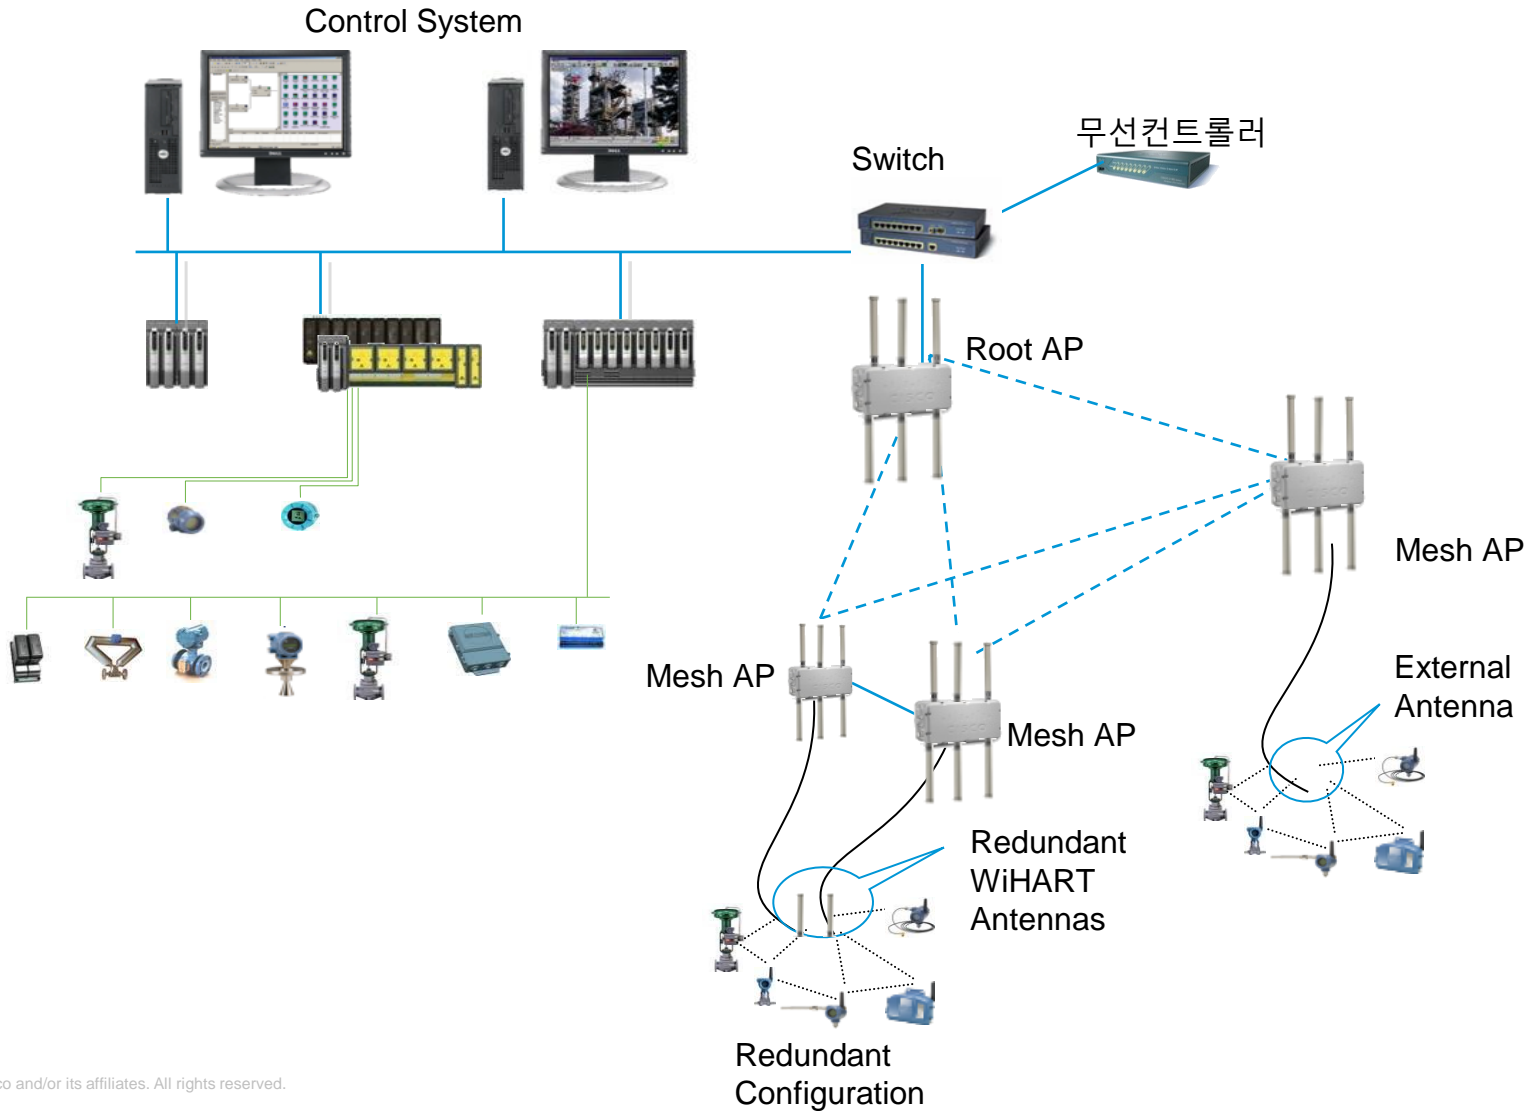 Control System
무선컨트롤러
Switch
Root AP
Mesh AP
Mesh AP
External
Antenna
Mesh AP
Redundant
WiHART
Antennas
Redundant
Configuration
co and/or its affiliates. All rights reserved.